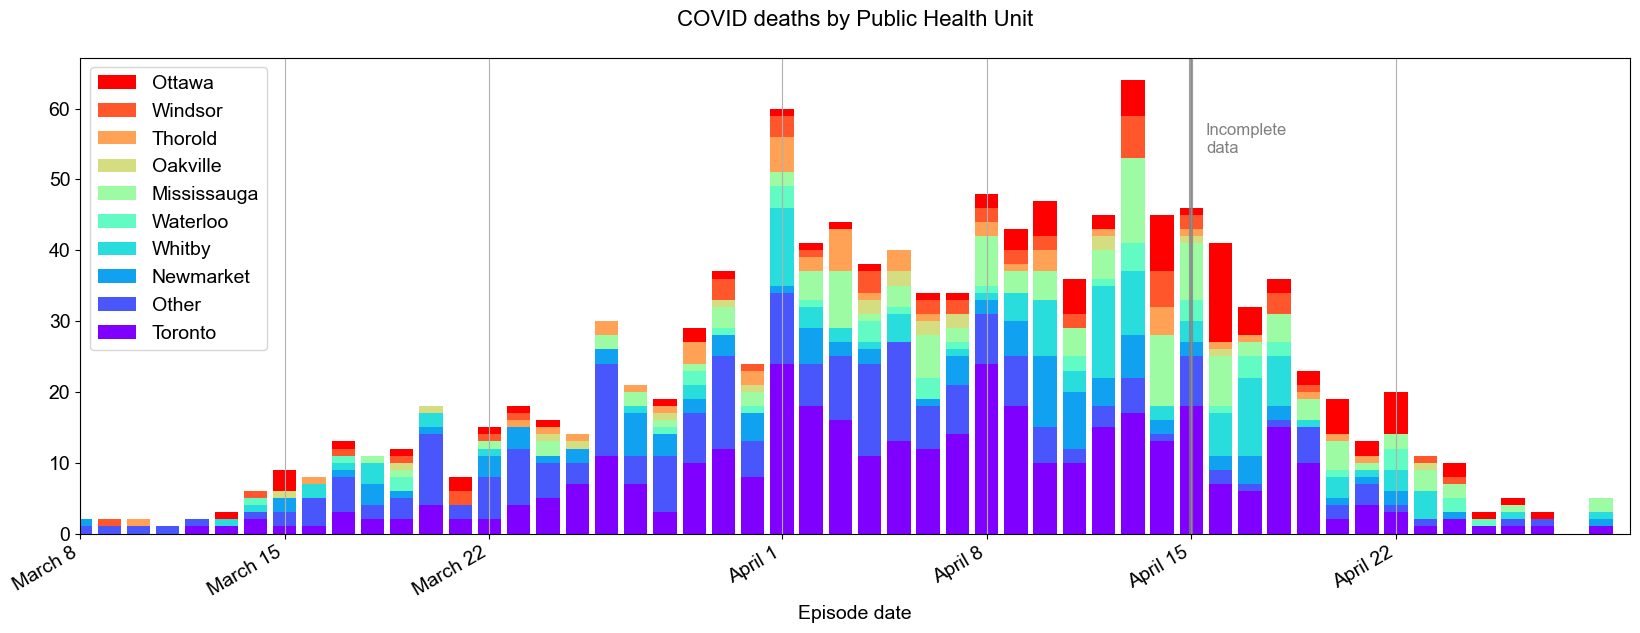 COVID deaths by Public Health Unit
Ottawa
Windsor
Thorold
Oakville
Mississauga
Waterloo
Whitby
Newmarket
Other
Toronto
Incomplete
data
60
50
40
30
20
10
0
March 8
March 15
March 22
April 1
April 8
April 15
April 22
Episode date